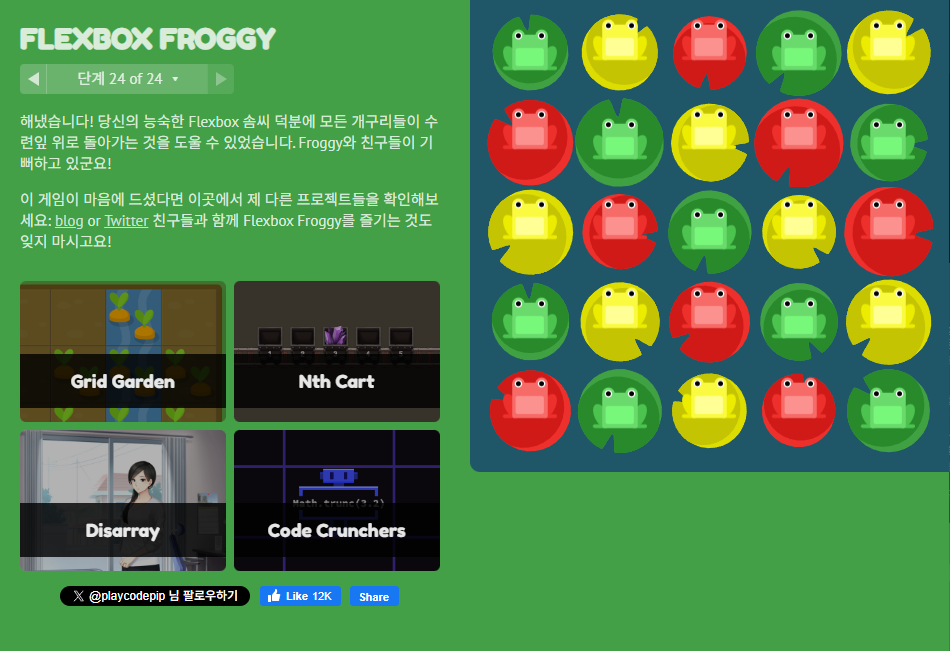 FLEXBOX FROGGY
단계 24 of 24
해냈습니다! 당신의 능숙한 Flexbox 솜씨 덕분에 모든 개구리들이 수
련잎 위로 돌아가는 것을 도울 수 있었습니다. Froggy와 친구들이 기
뻐하고 있군요!
이 게임이 마음에 드셨다면 이곳에서 제 다른 프로젝트들을 확인해보
세요: blog or Twitter 친구들과 함께 Flexbox Froggy를 즐기는 것도
잊지 마시고요!
1 2 3 4 5
Grid Garden
Nth Cart
Math.trunc(3.2)
Disarray
Code Crunchers
@playcodepip 님 팔로우하기
Like 12K
Share